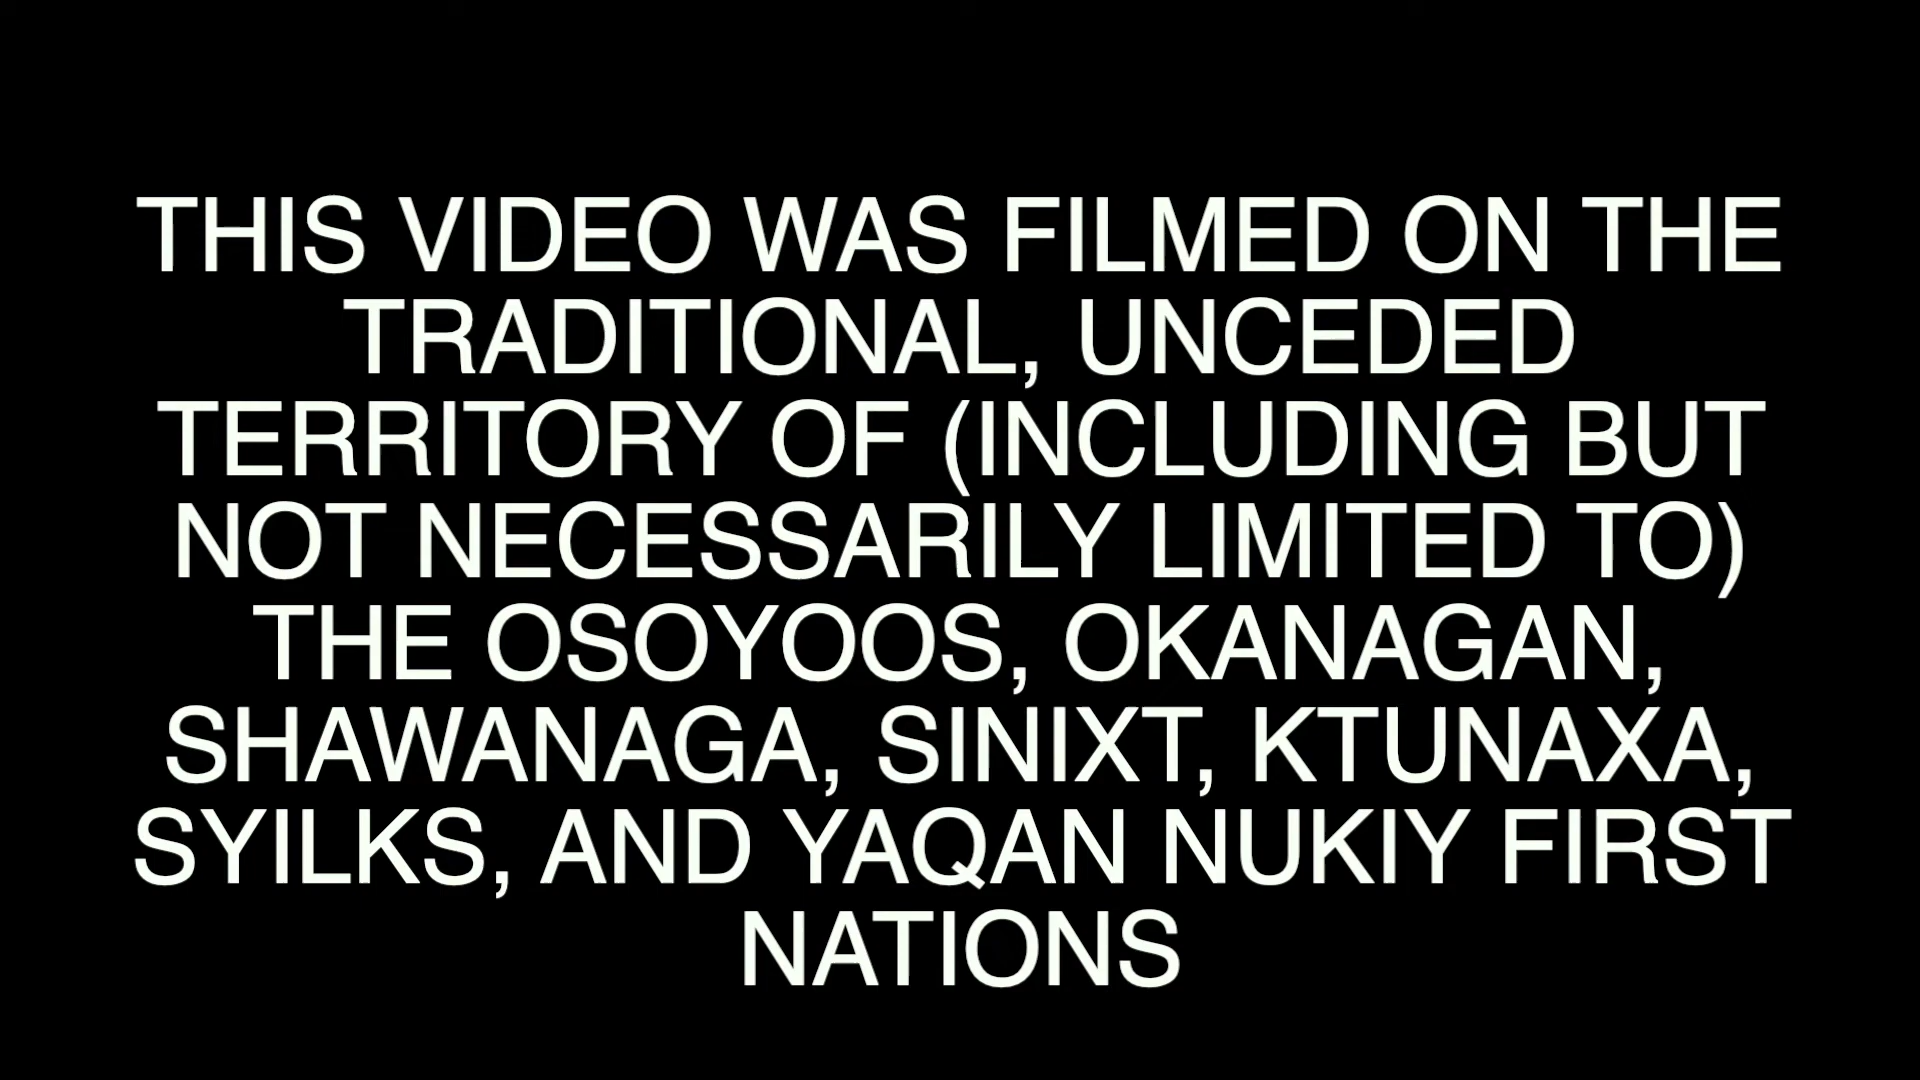 THIS VIDEO WAS FILMED ON THE
TRADITIONAL, UNCEDED
TERRITORY OF (INCLUDING BUT
NOT NECESSARILY LIMITED TO)
THE OSOYOOS, OKANAGAN,
SHAWANAGA, SINIXT, KTUNAXA,
SYILKS, AND YAQAN NUKIY FIRST
NATIONS